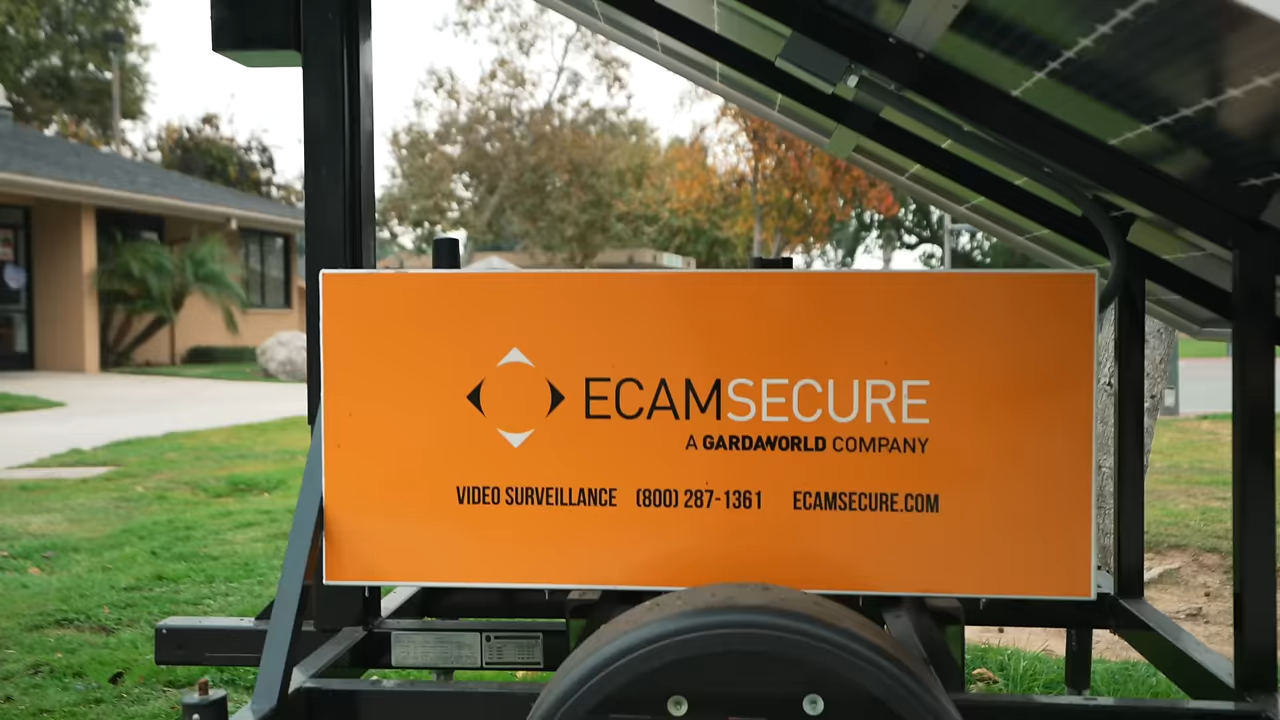 ECAMSECURE
A GARDAWORLD COMPANY
VIDEO SURVEILLANCE (800) 287-1361 ECAMSECURE.COM